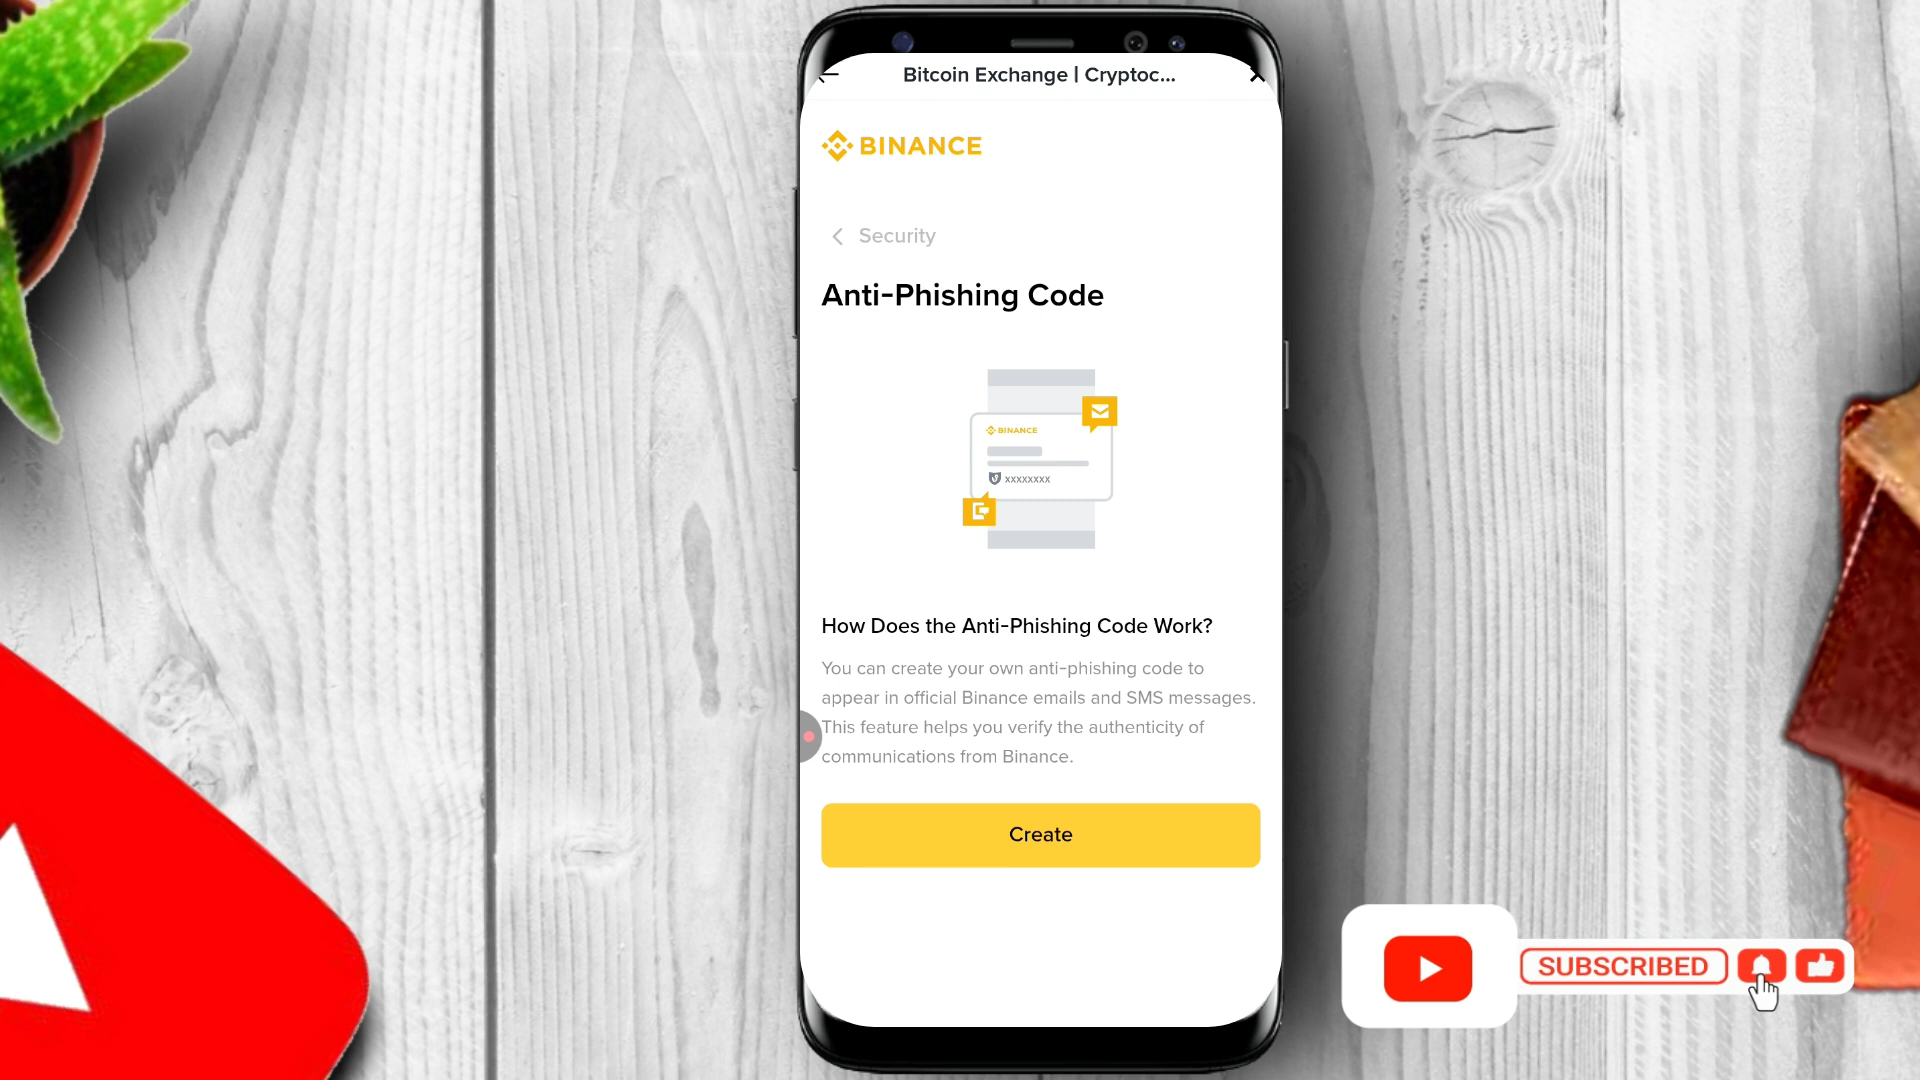 Bitcoin Exchange | Cryptoc...
BINANCE
Security
Anti-Phishing Code
BINANCE
xxxxxxxx
How Does the Anti-Phishing Code Work?
You can create your own anti-phishing code to
appear in official Binance emails and SMS messages.
This feature helps you verify the authenticity of
communications from Binance.
Create
SUBSCRIBED